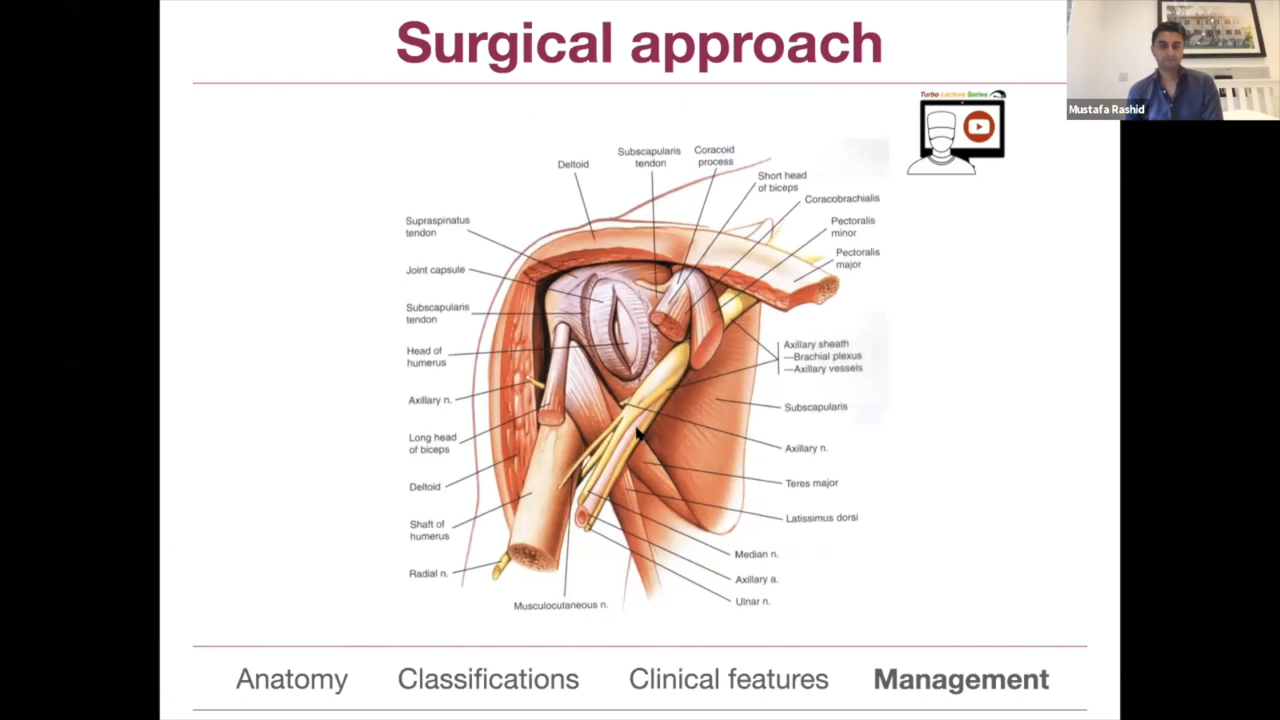 Surgical approach
Mustafa Rashid
Turbo Lecture Series
Deltoid
Subscapularis
tendon
Coracoid
process
Short head
of biceps
Coracobrachialis
Pectoralis
minor
Pectoralis
major
Supraspinatus
tendon
Joint capsule
Subscapularis
tendon
Head of
humerus
Axillary n.
Long head
of biceps
Deltoid
Shaft of
humerus
Radial n.
Musculocutaneous n.
Axillary sheath
—Brachial plexus
—Axillary vessels
Subscapularis
Axillary n.
Teres major
Latissimus dorsi
Median n.
Axillary a.
Ulnar n.
Anatomy
Classifications
Clinical features
Management